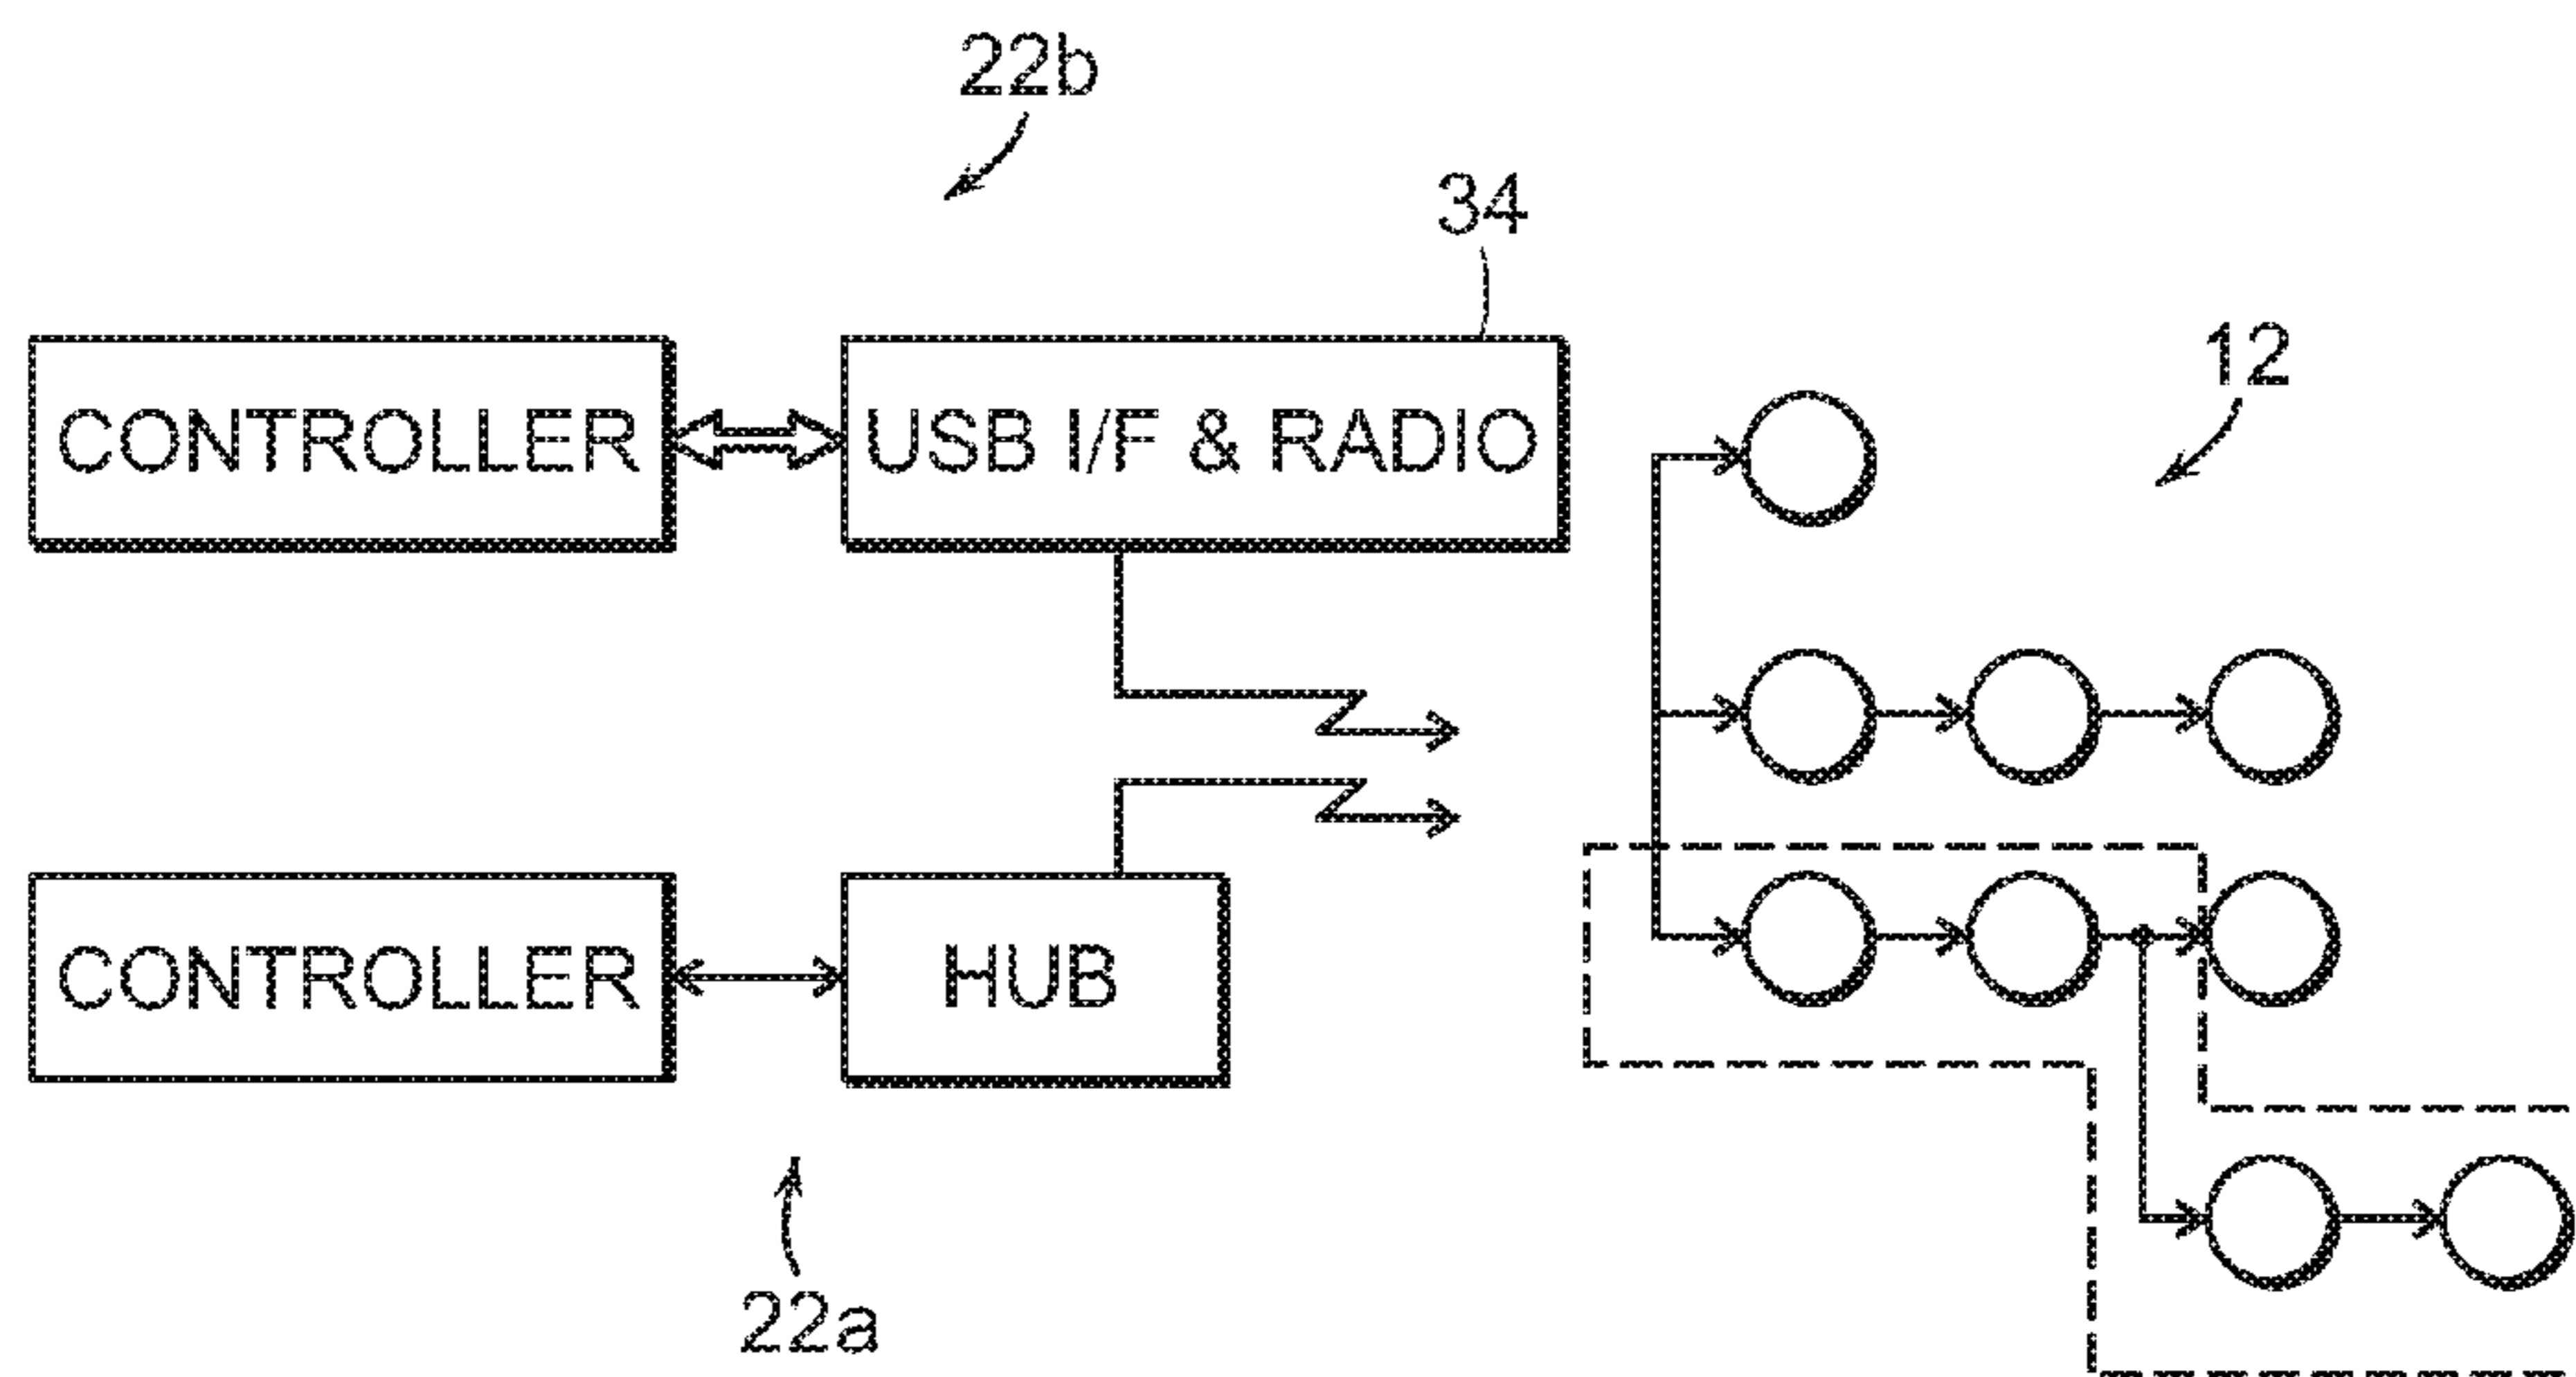 22b
34
12
CONTROLLER
USB I/F & RADIO
CONTROLLER
HUB
22a